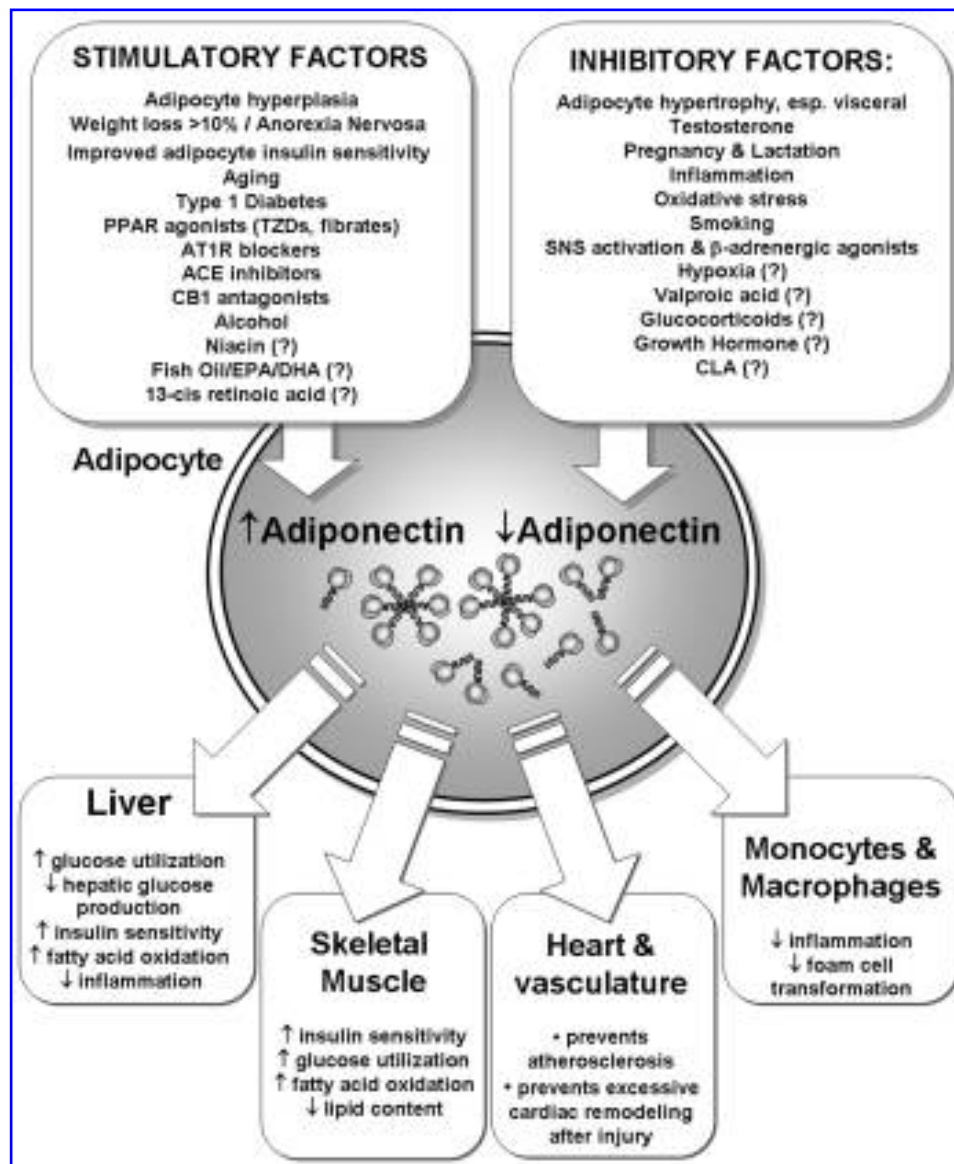 STIMULATORY FACTORS
Adipocyte hyperplasia
Weight loss >10% / Anorexia Nervosa
Improved adipocyte insulin sensitivity
Aging
Type 1 Diabetes
PPAR agonists (TZDs, fibrates)
AT1R blockers
ACE inhibitors
CB1 antagonists
Alcohol
Niacin (?)
Fish Oil/EPA/DHA (?)
13-cis retinoic acid (?)
INHIBITORY FACTORS:
Adipocyte hypertrophy, esp. visceral
Testosterone
Pregnancy & Lactation
Inflammation
Oxidative stress
Smoking
SNS activation & β-adrenergic agonists
Hypoxia (?)
Valproic acid (?)
Glucocorticoids (?)
Growth Hormone (?)
CLA (?)
Adipocyte
↑Adiponectin
↓Adiponectin
Liver
↑ glucose utilization
↓ hepatic glucose
production
↑ insulin sensitivity
↑ fatty acid oxidation
↓ inflammation
Skeletal
Muscle
↑ insulin sensitivity
↑ glucose utilization
↑ fatty acid oxidation
↓ lipid content
Heart &
vasculature
• prevents
atherosclerosis
• prevents excessive
cardiac remodeling
after injury
Monocytes &
Macrophages
↓ inflammation
↓ foam cell
transformation